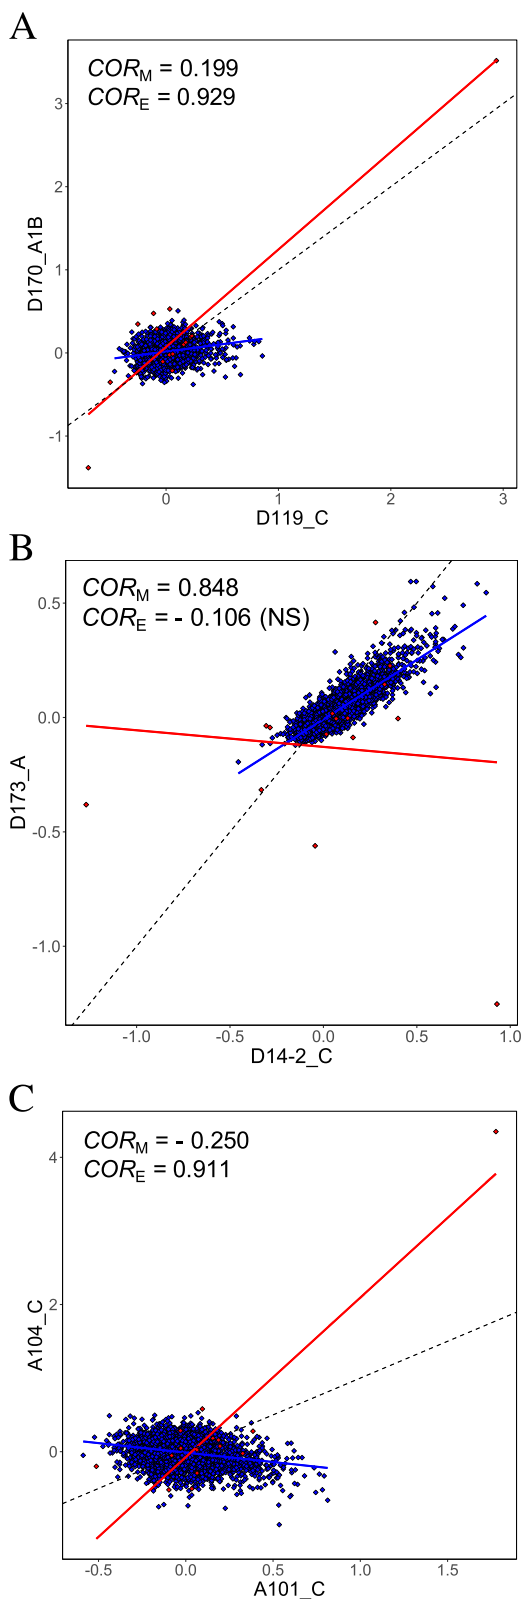 A
COR_M = 0.199
COR_E = 0.929
3
2
1
0
-1
D170_A1B
0 1 2 3
D119_C
B
COR_M = 0.848
COR_E = - 0.106 (NS)
0.5
0.0
-0.5
-1.0
D173_A
-1.0 -0.5 0.0 0.5 1.0
D14-2_C
C
COR_M = - 0.250
COR_E = 0.911
4
2
0
A104_C
-0.5 0.0 0.5 1.0 1.5
A101_C